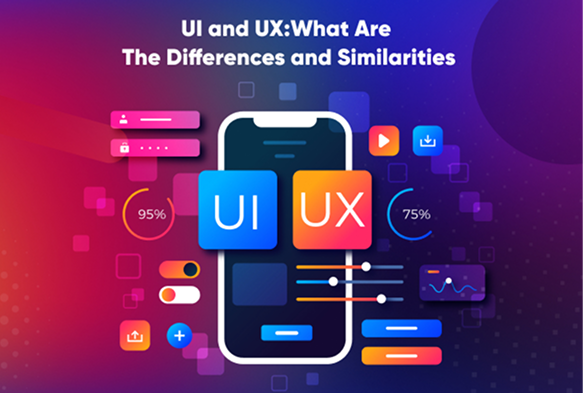 UI and UX:What Are
The Differences and Similarities
95%
UI
UX
75%